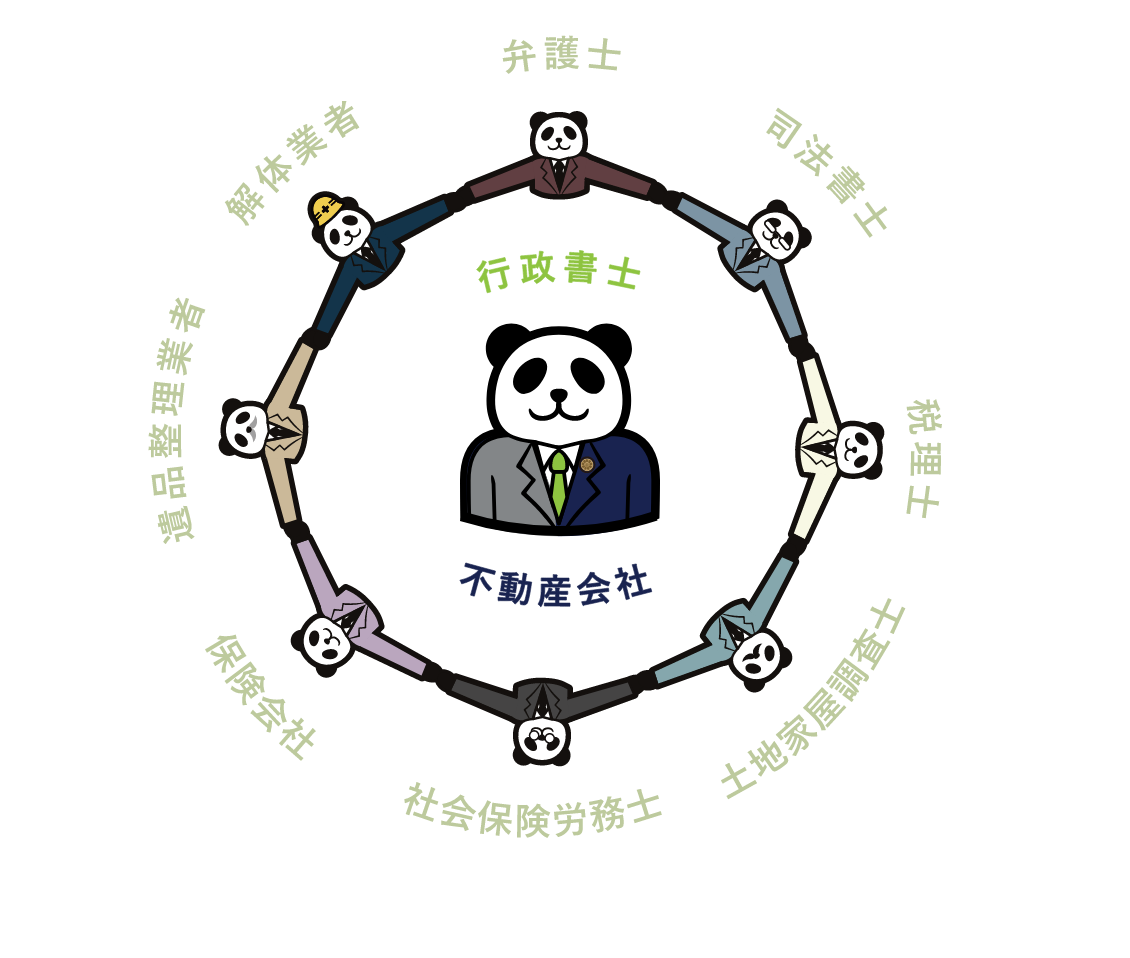 弁護士
司法書士
税理士
土地家屋調査士
社会保険労務士
保険会社
遺品整理業者
解体業者
行政書士
不動産会社